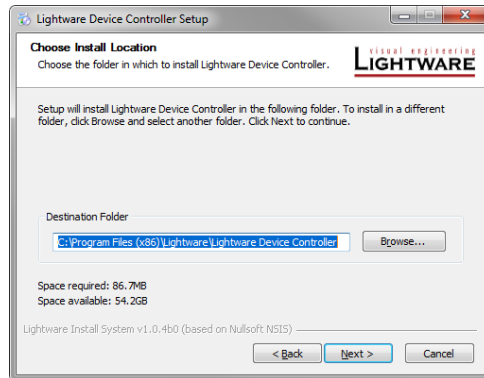 Lightware Device Controller Setup
Choose Install Location
Choose the folder in which to install Lightware Device Controller.
visual engineering
LIGHTWARE
Setup will install Lightware Device Controller in the following folder. To install in a different
folder, click Browse and select another folder. Click Next to continue.
Destination Folder
C:\Program Files (x86)\Lightware\Lightware Device Controller
Browse...
Space required: 86.7MB
Space available: 54.2GB
Lightware Install System v1.0.4b0 (based on Nullsoft NSIS)
< Back
Next >
Cancel